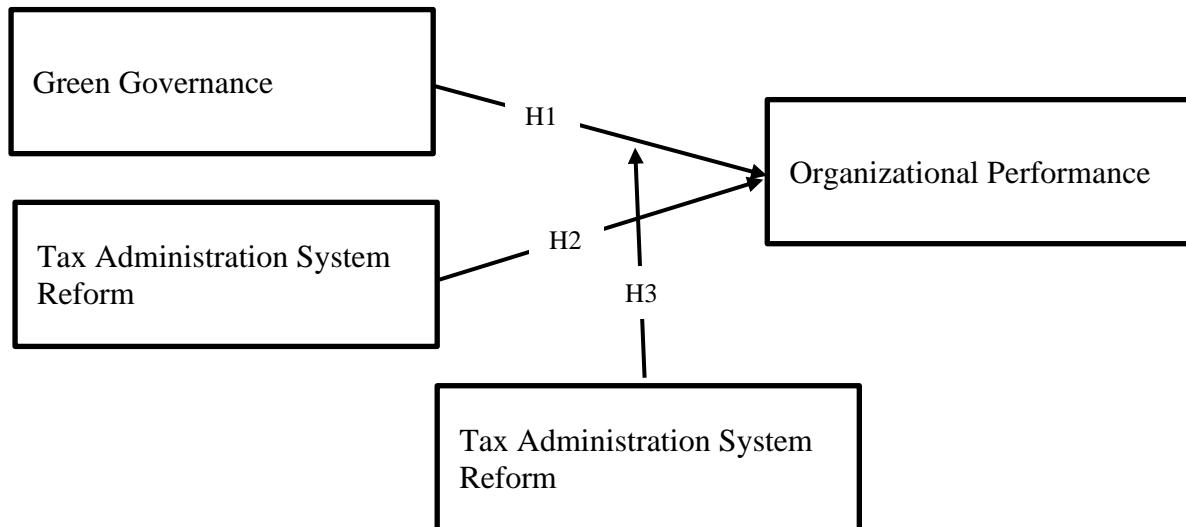 Green Governance
H1
Organizational Performance
Tax Administration System
Reform
H2
H3
Tax Administration System
Reform